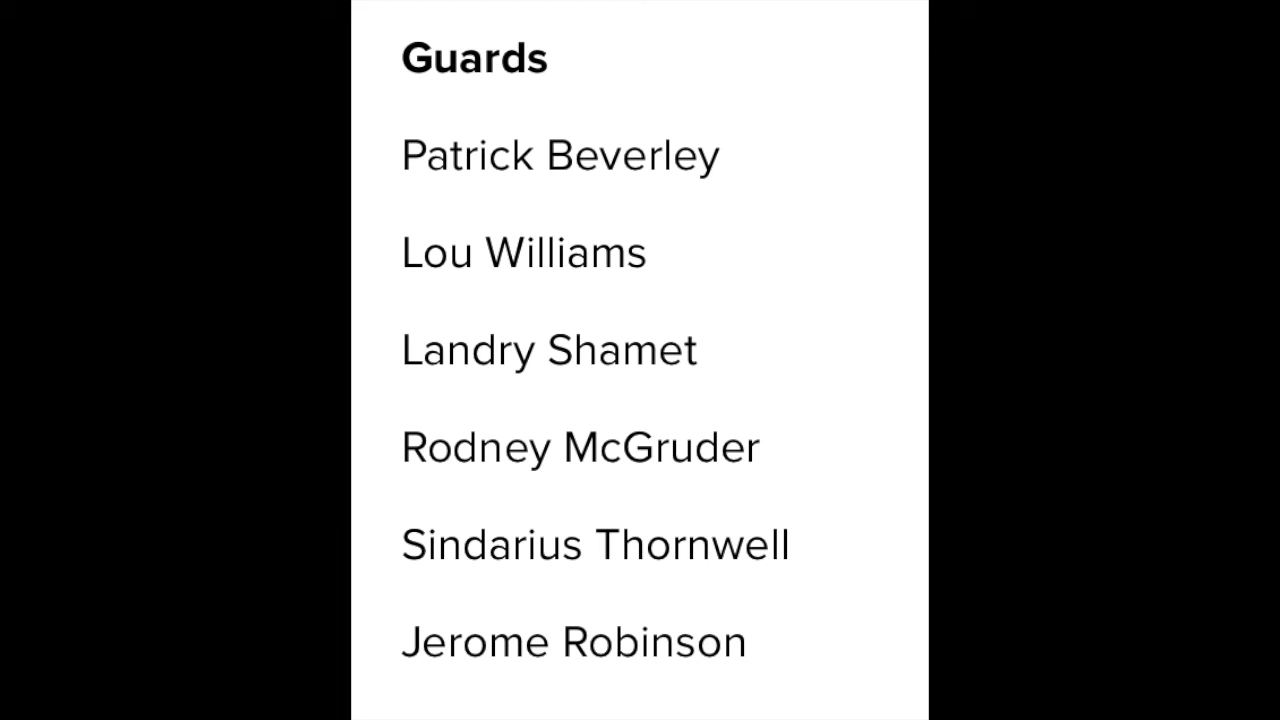 Guards
Patrick Beverley
Lou Williams
Landry Shamet
Rodney McGruder
Sindarius Thornwell
Jerome Robinson